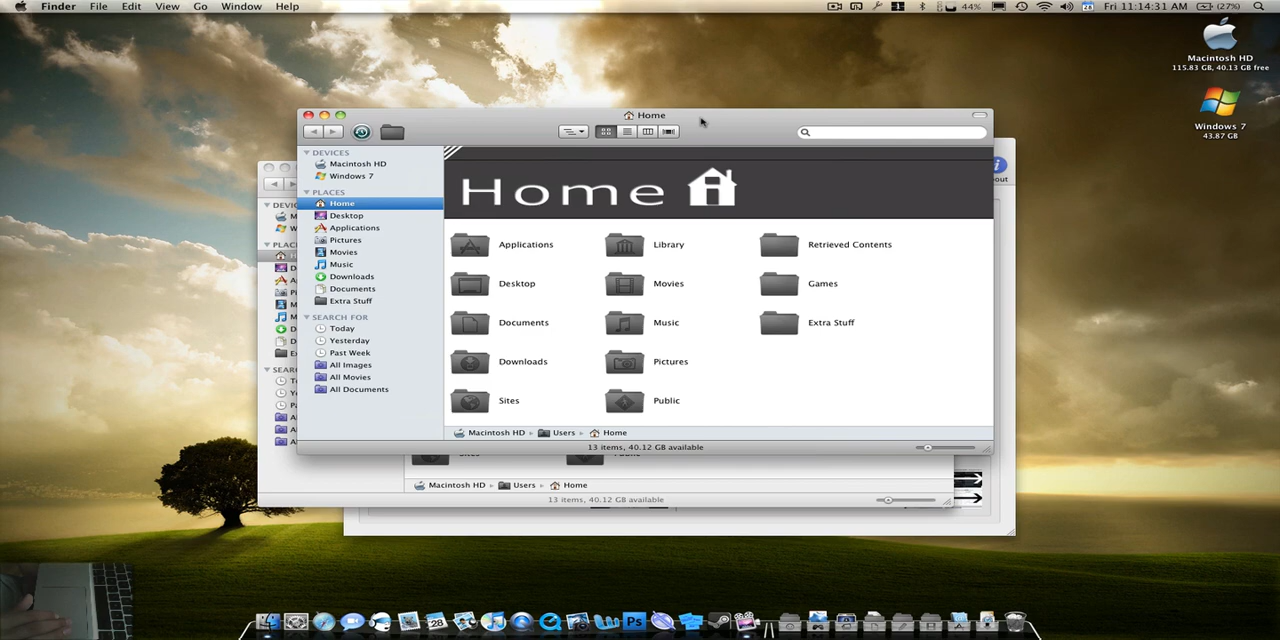 Finder File Edit View Go Window Help
44% Fri 11:14:31 AM (27%)
Macintosh HD
115.83 GB, 40.13 GB free
Windows 7
43.87 GB
Home
DEVICES
Macintosh HD
Windows 7
PLACES
Home
Desktop
Applications
Pictures
Movies
Music
Downloads
Documents
Extra Stuff
SEARCH FOR
Today
Yesterday
Past Week
All Images
All Movies
All Documents
Home
Applications Library Retrieved Contents
Desktop Movies Games
Documents Music Extra Stuff
Downloads Pictures
Sites Public
Macintosh HD Users Home
13 items, 40.12 GB available
Macintosh HD Users Home
13 items, 40.12 GB available
28
Ps